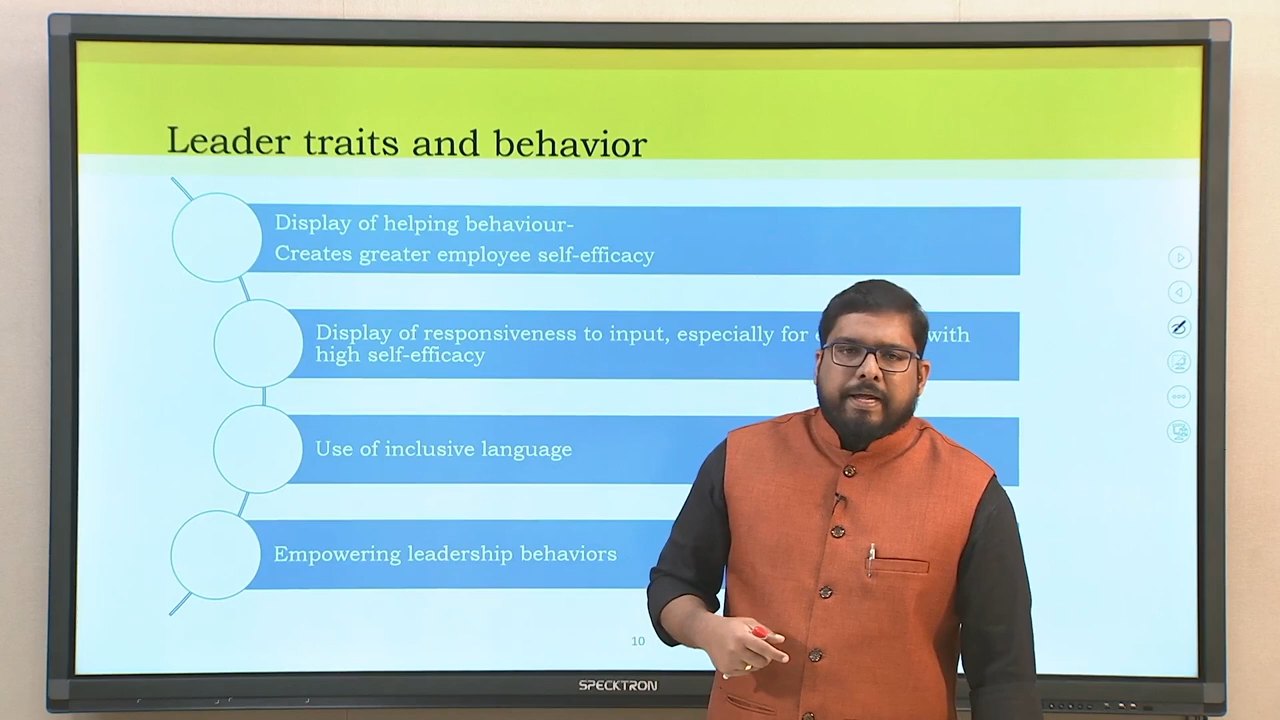 Leader traits and behavior
Display of helping behaviour-
Creates greater employee self-efficacy
Display of responsiveness to input, especially for with
high self-efficacy
Use of inclusive language
Empowering leadership behaviors
10
SPECKTRON